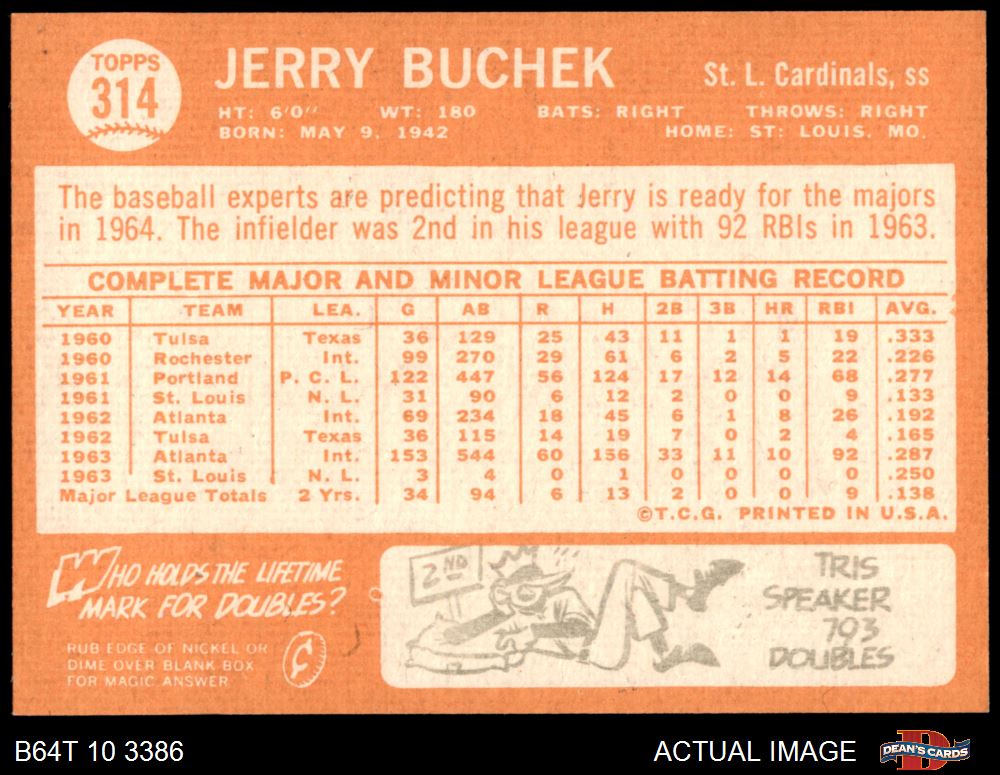 TOPPS
314
JERRY BUCHEK
St. L. Cardinals, ss
HT: 6'0" WT: 180 BATS: RIGHT THROWS: RIGHT
BORN: MAY 9, 1942 HOME: ST: LOUIS. MO.
The baseball experts are predicting that Jerry is ready for the majors
in 1964. The infielder was 2nd in his league with 92 RBIs in 1963.
COMPLETE MAJOR AND MINOR LEAGUE BATTING RECORD
YEAR TEAM LEA. G AB R H 2B 3B HR RBI AVG.
1960 Tulsa Texas 36 129 25 43 11 1 1 19 .333
1960 Rochester Int. 99 270 29 61 6 2 5 22 .226
1961 Portland P. C. L. 122 447 56 124 17 12 14 68 .277
1961 St. Louis N. L. 31 90 6 12 2 0 0 9 .133
1962 Atlanta Int. 69 234 18 45 6 1 8 26 .192
1962 Tulsa Texas 36 115 14 19 7 0 2 4 .165
1963 Atlanta Int. 153 544 60 156 33 11 10 92 .287
1963 St. Louis N. L. 3 4 0 1 0 0 0 0 .250
Major League Totals 2 Yrs. 34 94 6 13 2 0 0 9 .138
©T.C.G. PRINTED IN U.S.A.
WHO HOLDS THE LIFETIME
MARK FOR DOUBLES?
RUB EDGE OF NICKEL OR
DIME OVER BLANK BOX
FOR MAGIC ANSWER
2ND
TRIS
SPEAKER
793
DOUBLES
B64T 10 3386
ACTUAL IMAGE
D
DEAN'S CARDS